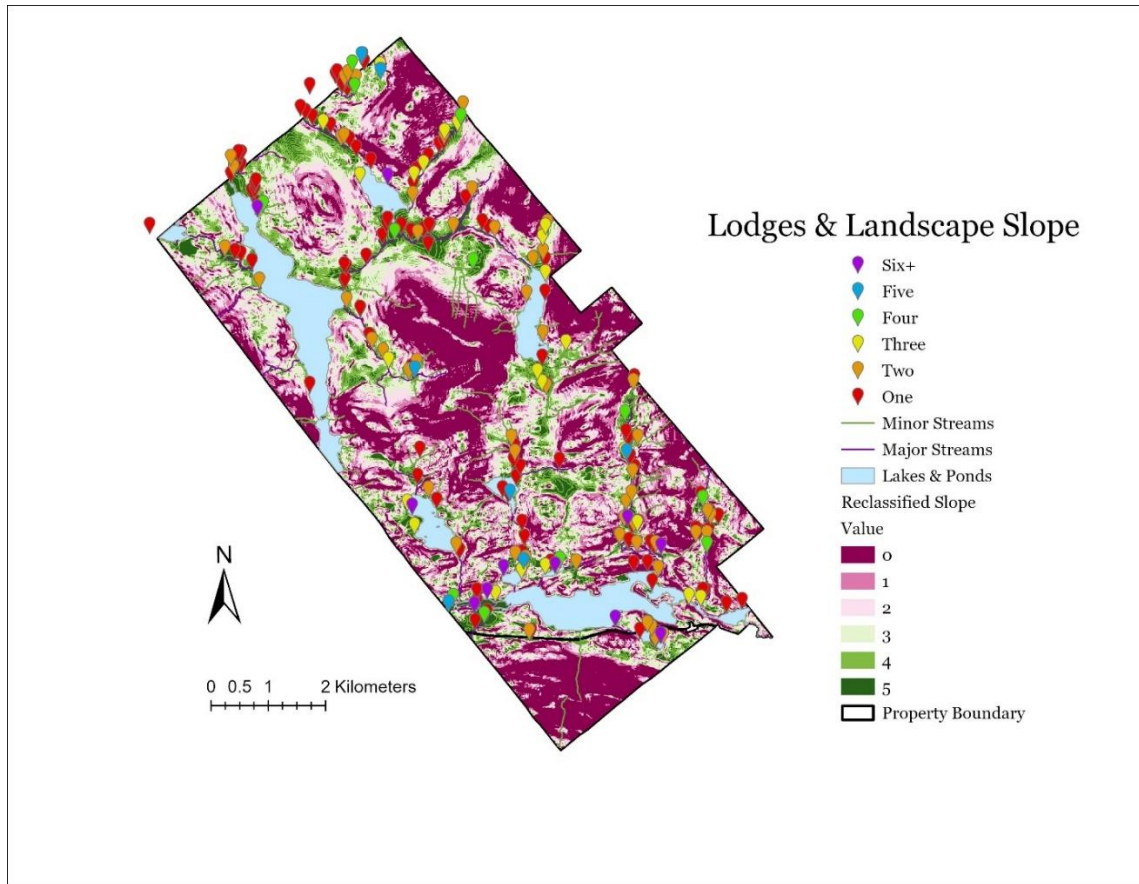 Lodges & Landscape Slope
Six+
Five
Four
Three
Two
One
Minor Streams
Major Streams
Lakes & Ponds
Reclassified Slope
Value
0
1
2
3
4
5
Property Boundary
N
0 0.5 1 2 Kilometers